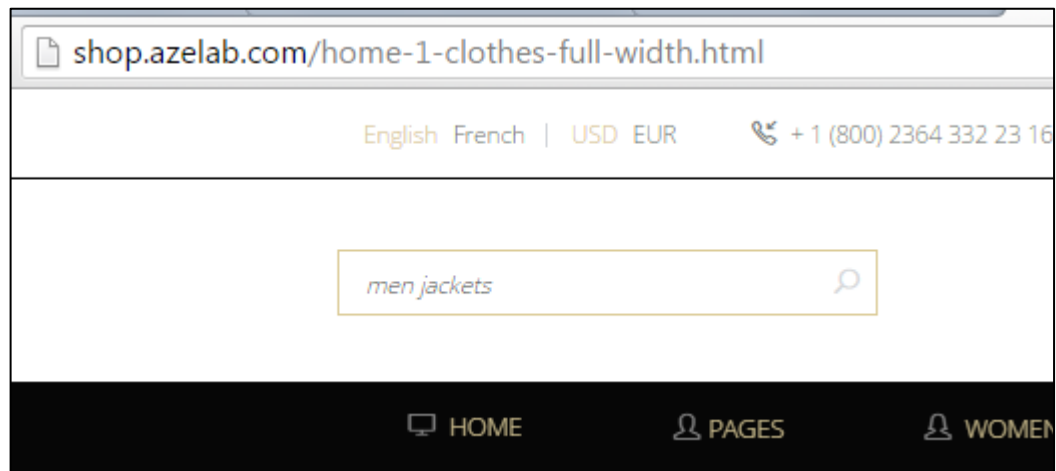 shop.azelab.com/home-1-clothes-full-width.html
English French | USD EUR + 1 (800) 2364 332 23 16
men jackets
HOME PAGES WOMEN